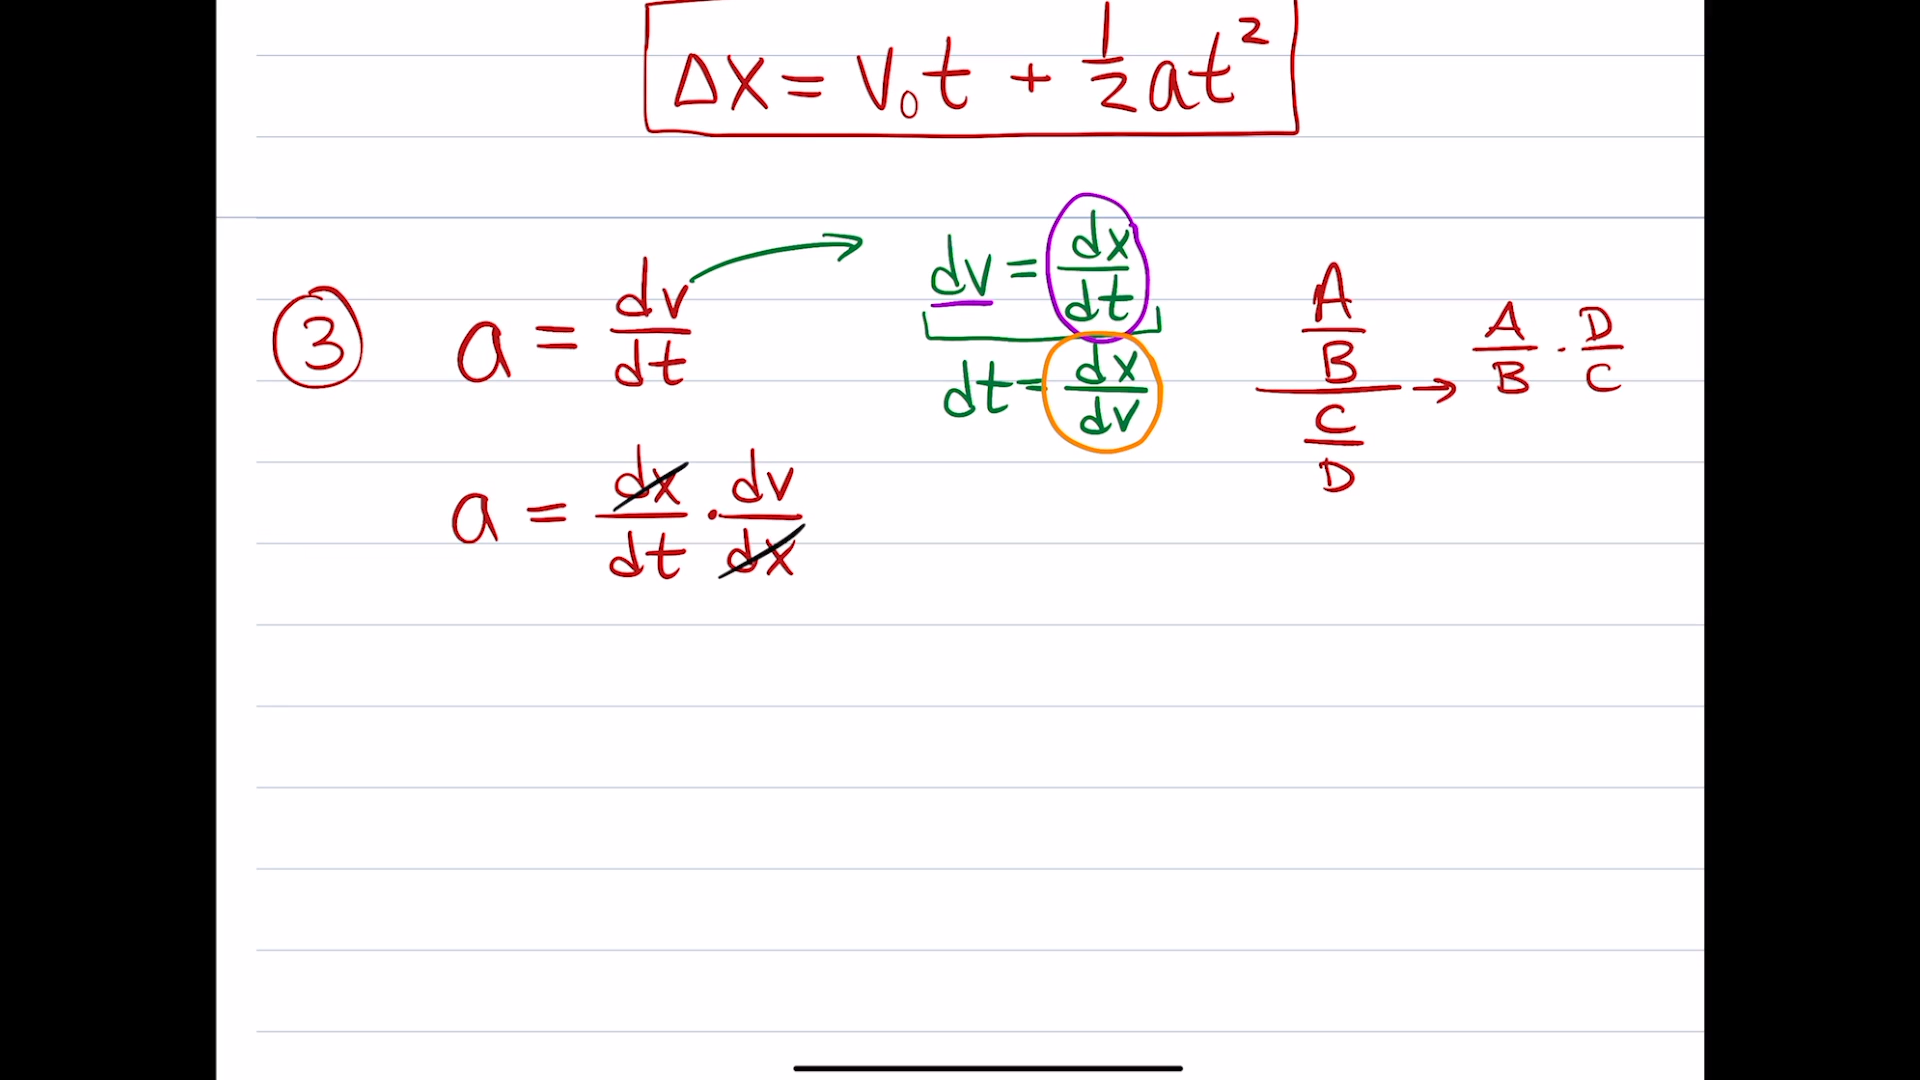 Δx = v₀t + ½at²
③ a = dv/dt
dv = dx/dt
dt = dx/dv
A/B / C/D → A/B · D/C
a = dx/dt · dv/dx